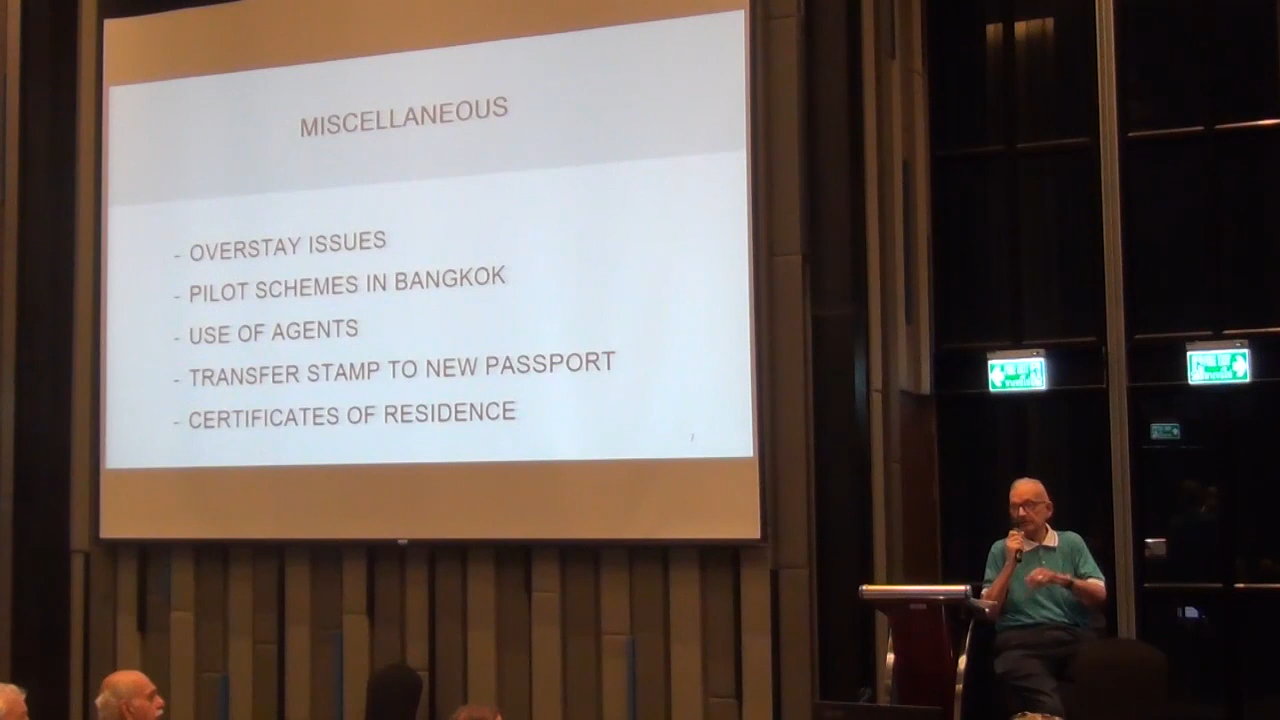 MISCELLANEOUS
- OVERSTAY ISSUES
- PILOT SCHEMES IN BANGKOK
- USE OF AGENTS
- TRANSFER STAMP TO NEW PASSPORT
- CERTIFICATES OF RESIDENCE